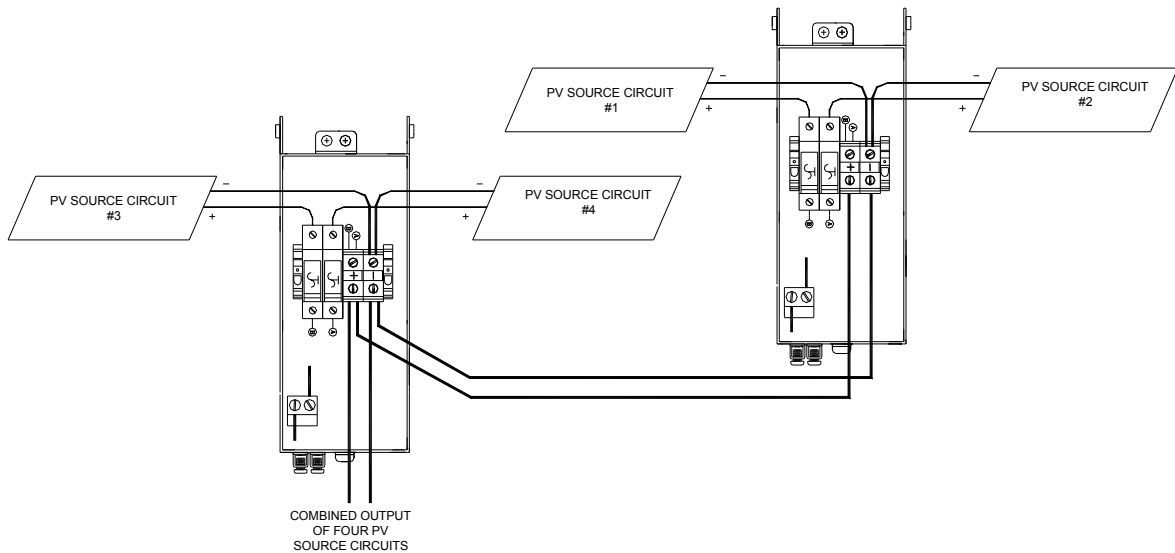 PV SOURCE CIRCUIT
#1
−
+
PV SOURCE CIRCUIT
#2
−
+
B
A
+
−
B
A
PV SOURCE CIRCUIT
#3
−
+
PV SOURCE CIRCUIT
#4
−
+
B
A
+
−
B
A
COMBINED OUTPUT
OF FOUR PV
SOURCE CIRCUITS